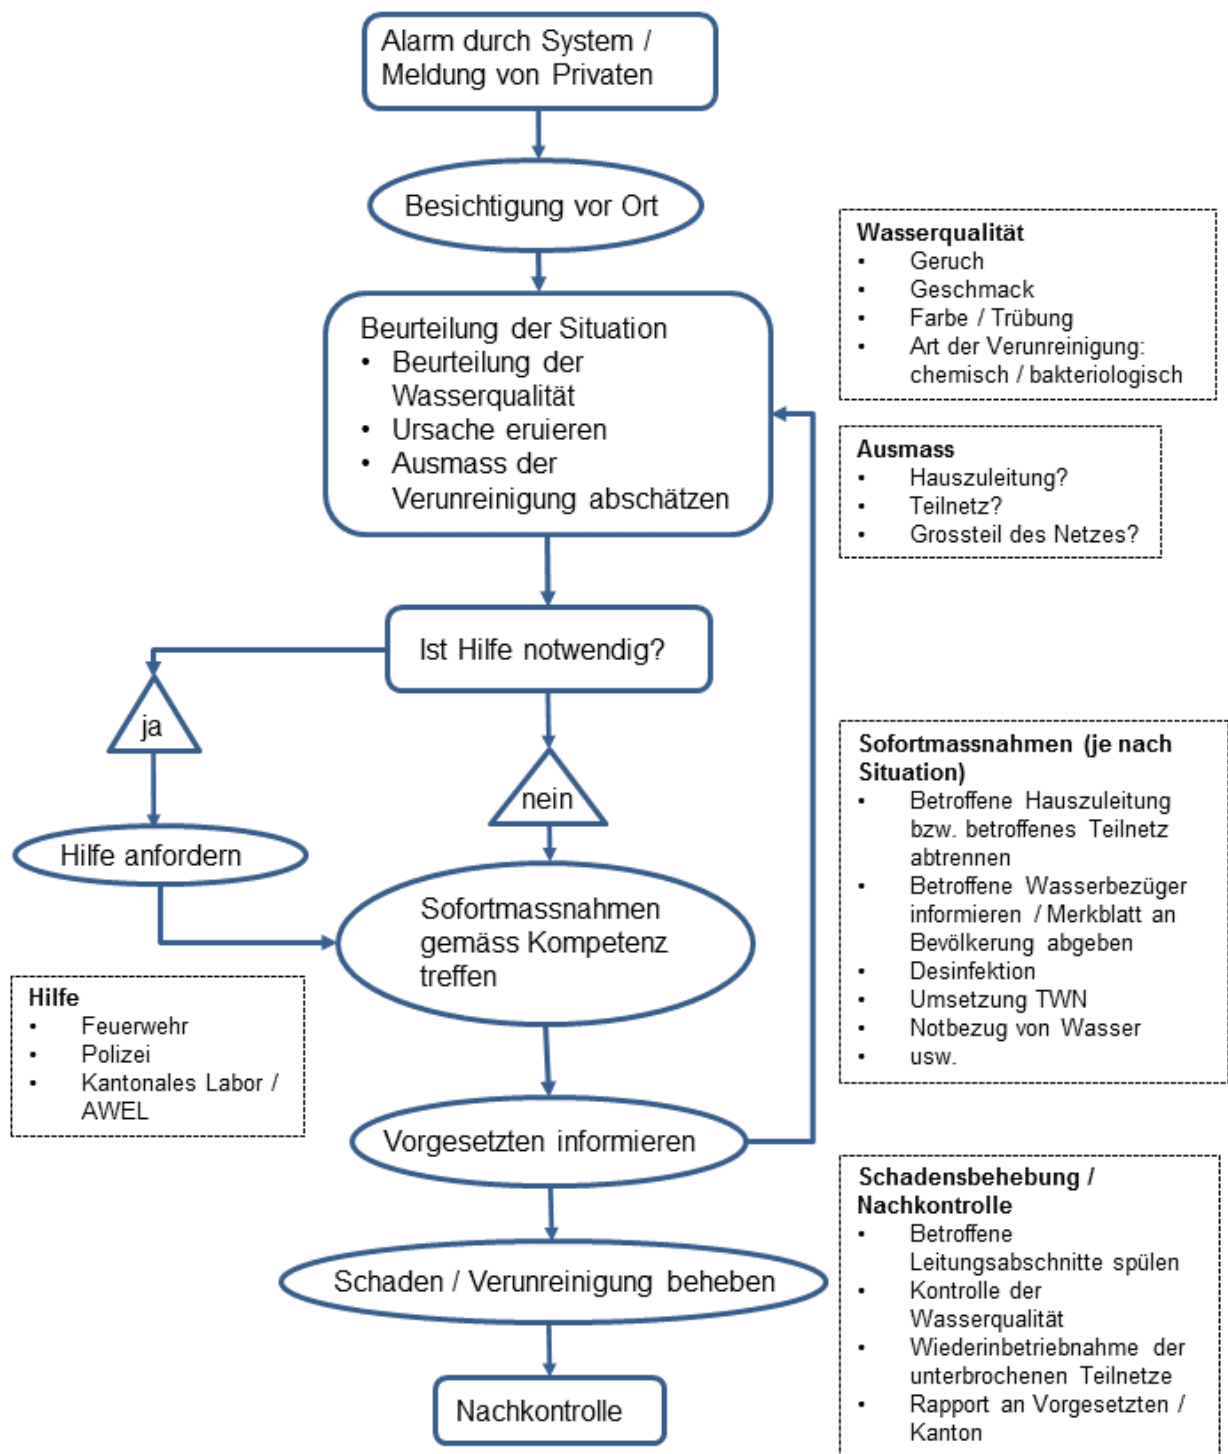 Alarm durch System /
Meldung von Privaten
Besichtigung vor Ort
Beurteilung der Situation
• Beurteilung der
Wasserqualität
• Ursache eruieren
• Ausmass der
Verunreinigung abschätzen
Wasserqualität
• Geruch
• Geschmack
• Farbe / Trübung
• Art der Verunreinigung:
chemisch / bakteriologisch
Ausmass
• Hauszuleitung?
• Teilnetz?
• Grossteil des Netzes?
Ist Hilfe notwendig?
ja
nein
Hilfe anfordern
Sofortmassnahmen
gemäss Kompetenz
treffen
Sofortmassnahmen (je nach
Situation)
• Betroffene Hauszuleitung
bzw. betroffenes Teilnetz
abtrennen
• Betroffene Wasserbezüger
informieren / Merkblatt an
Bevölkerung abgeben
• Desinfektion
• Umsetzung TWN
• Notbezug von Wasser
• usw.
Hilfe
• Feuerwehr
• Polizei
• Kantonales Labor /
AWEL
Vorgesetzten informieren
Schaden / Verunreinigung beheben
Nachkontrolle
Schadensbehebung /
Nachkontrolle
• Betroffene
Leitungsabschnitte spülen
• Kontrolle der
Wasserqualität
• Wiederinbetriebnahme der
unterbrochenen Teilnetze
• Rapport an Vorgesetzten /
Kanton